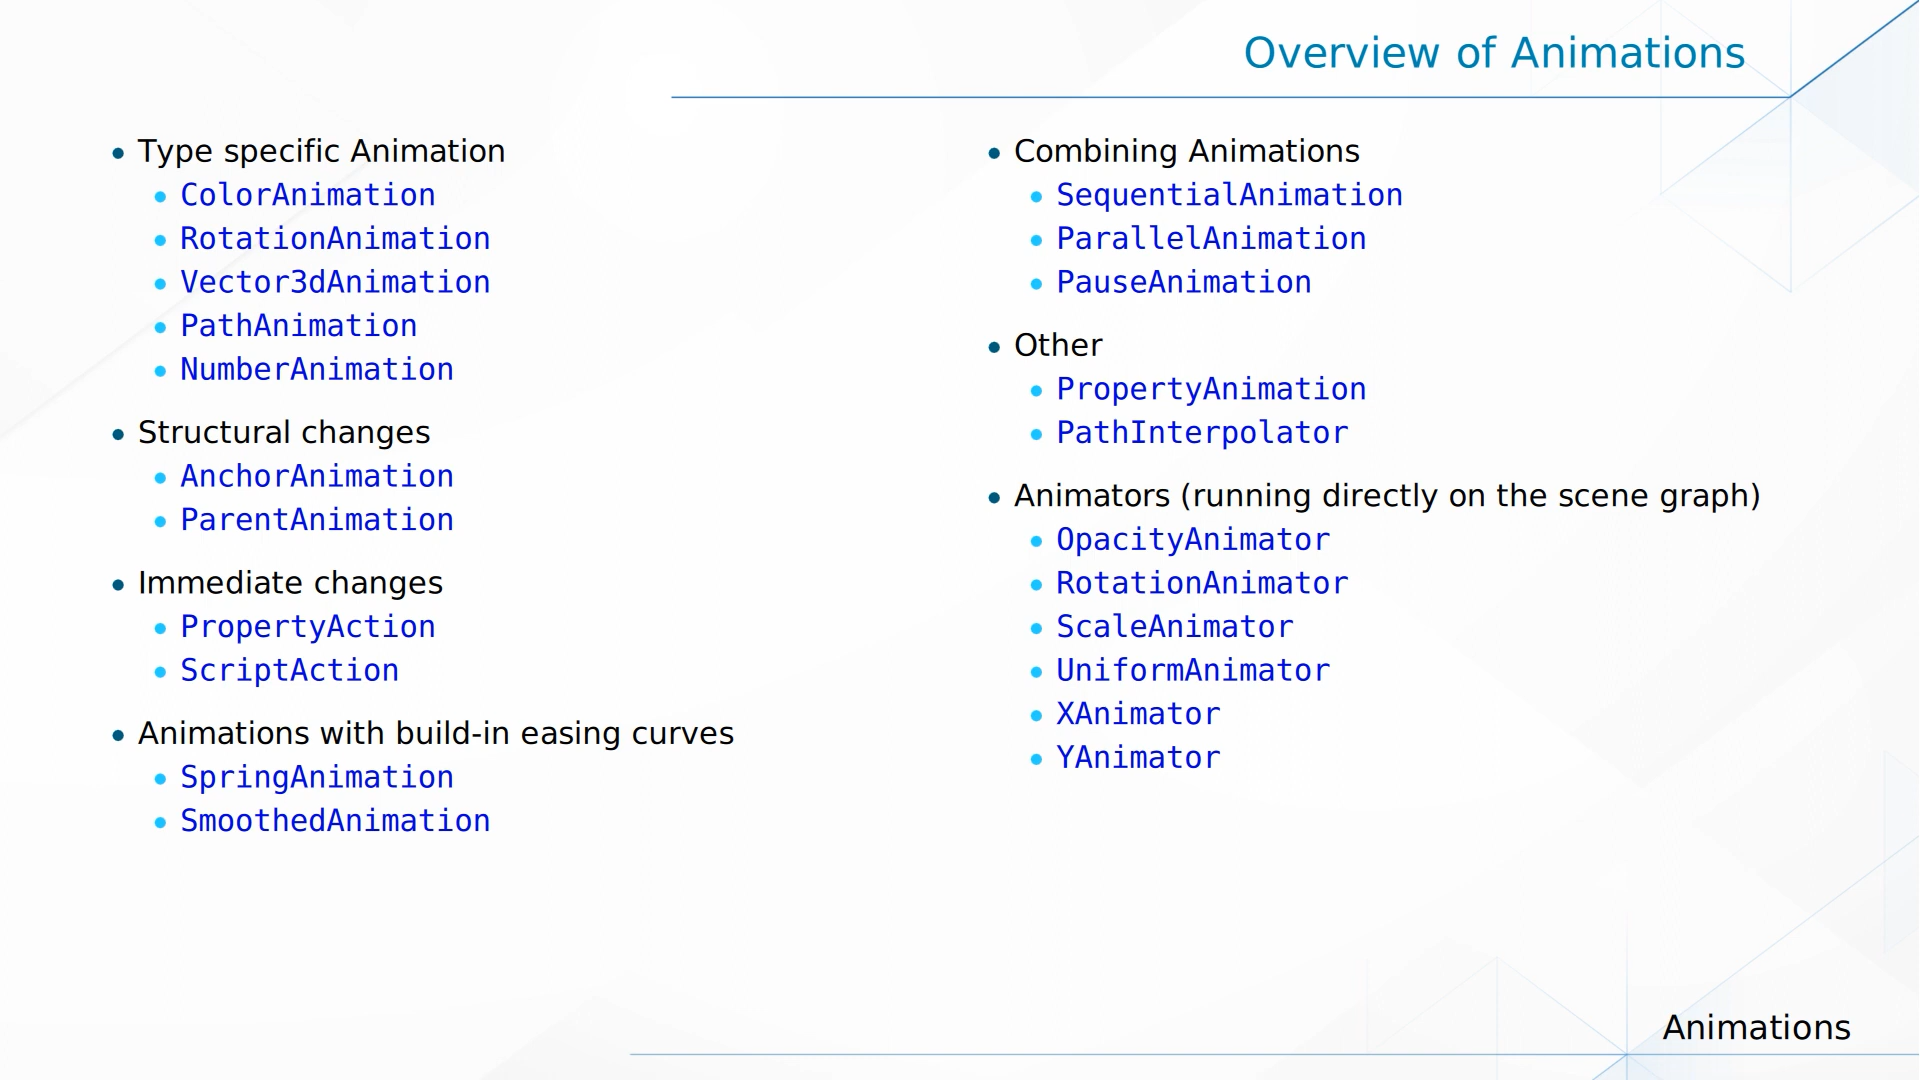 Overview of Animations
Type specific Animation
ColorAnimation
RotationAnimation
Vector3dAnimation
PathAnimation
NumberAnimation
Structural changes
AnchorAnimation
ParentAnimation
Immediate changes
PropertyAction
ScriptAction
Animations with build-in easing curves
SpringAnimation
SmoothedAnimation
Combining Animations
SequentialAnimation
ParallelAnimation
PauseAnimation
Other
PropertyAnimation
PathInterpolator
Animators (running directly on the scene graph)
OpacityAnimator
RotationAnimator
ScaleAnimator
UniformAnimator
XAnimator
YAnimator
Animations